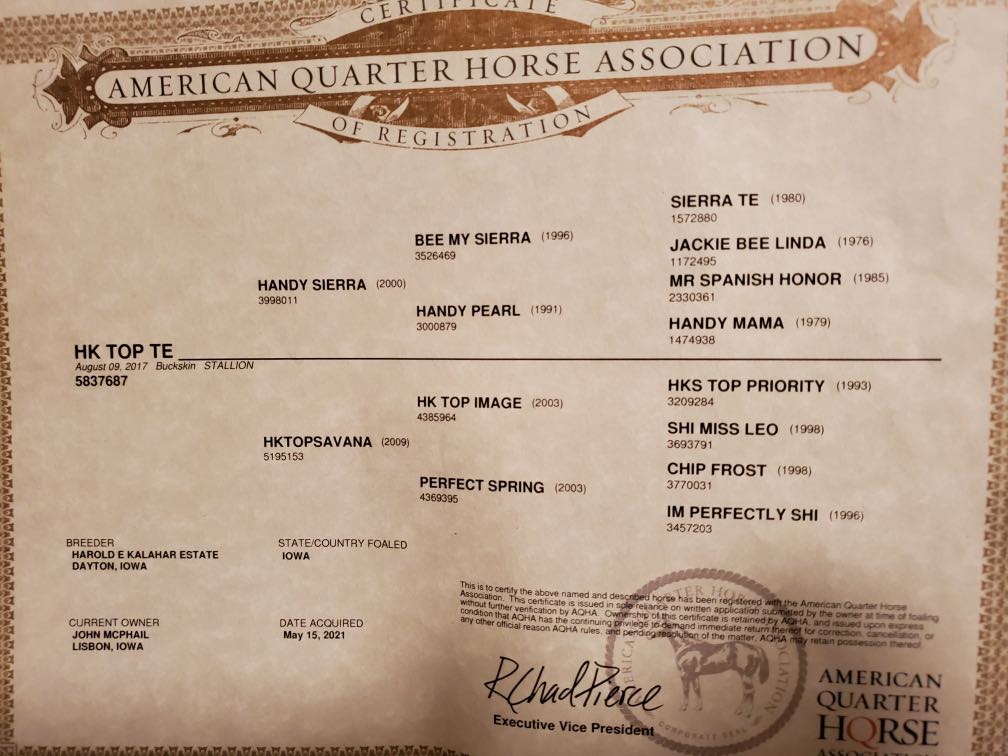 CERTIFICATE
AMERICAN QUARTER HORSE ASSOCIATION
OF REGISTRATION
SIERRA TE (1980)
1572880
BEE MY SIERRA (1996)
3526469
JACKIE BEE LINDA (1976)
1172495
HANDY SIERRA (2000)
3998011
MR SPANISH HONOR (1985)
2330361
HANDY PEARL (1991)
3000879
HANDY MAMA (1979)
1474938
HK TOP TE
August 09, 2017 Buckskin STALLION
5837687
HKS TOP PRIORITY (1993)
3209284
HK TOP IMAGE (2003)
4385964
SHI MISS LEO (1998)
3693791
HKTOPSAVANA (2009)
5195153
CHIP FROST (1998)
3770031
PERFECT SPRING (2003)
4369395
IM PERFECTLY SHI (1996)
3457203
BREEDER
HAROLD E KALAHAR ESTATE
DAYTON, IOWA
STATE/COUNTRY FOALED
IOWA
CURRENT OWNER
JOHN MCPHAIL
LISBON, IOWA
DATE ACQUIRED
May 15, 2021
This is to certify the above named and described horse has been registered with the American Quarter Horse
Association. This certificate is issued in sole reliance on written application submitted by the owner at time of foaling
without further verification by AQHA. Ownership of this certificate is retained by AQHA, and issued upon express
condition that AQHA has the continuing privilege to demand immediate return thereof for correction, cancellation, or
any other official reason AQHA rules, and pending resolution of the matter, AQHA may retain possession thereof.
R Chad Pierce
Executive Vice President
CORPORATE SEAL
AMERICAN
QUARTER
HORSE
ASSOCIATION